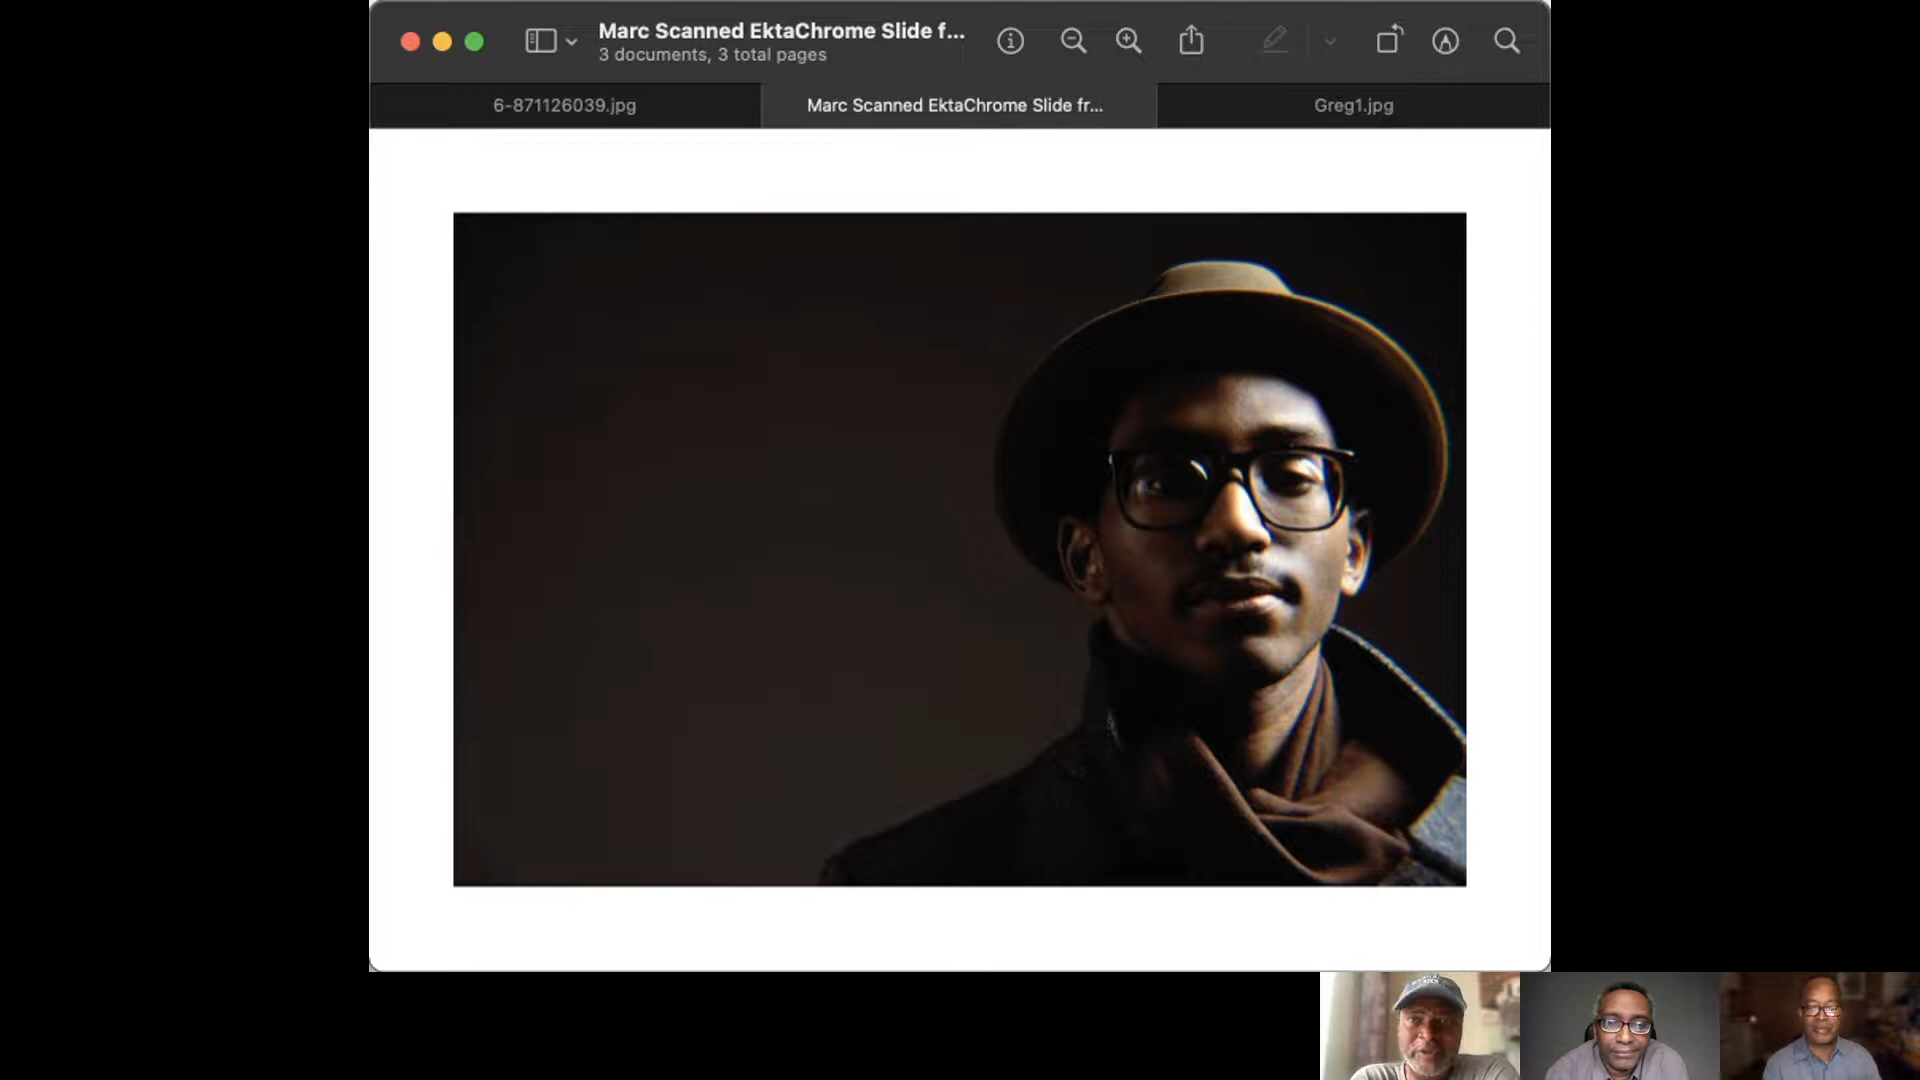 Marc Scanned EktaChrome Slide f...
3 documents, 3 total pages
6-871126039.jpg
Marc Scanned EktaChrome Slide fr...
Greg1.jpg